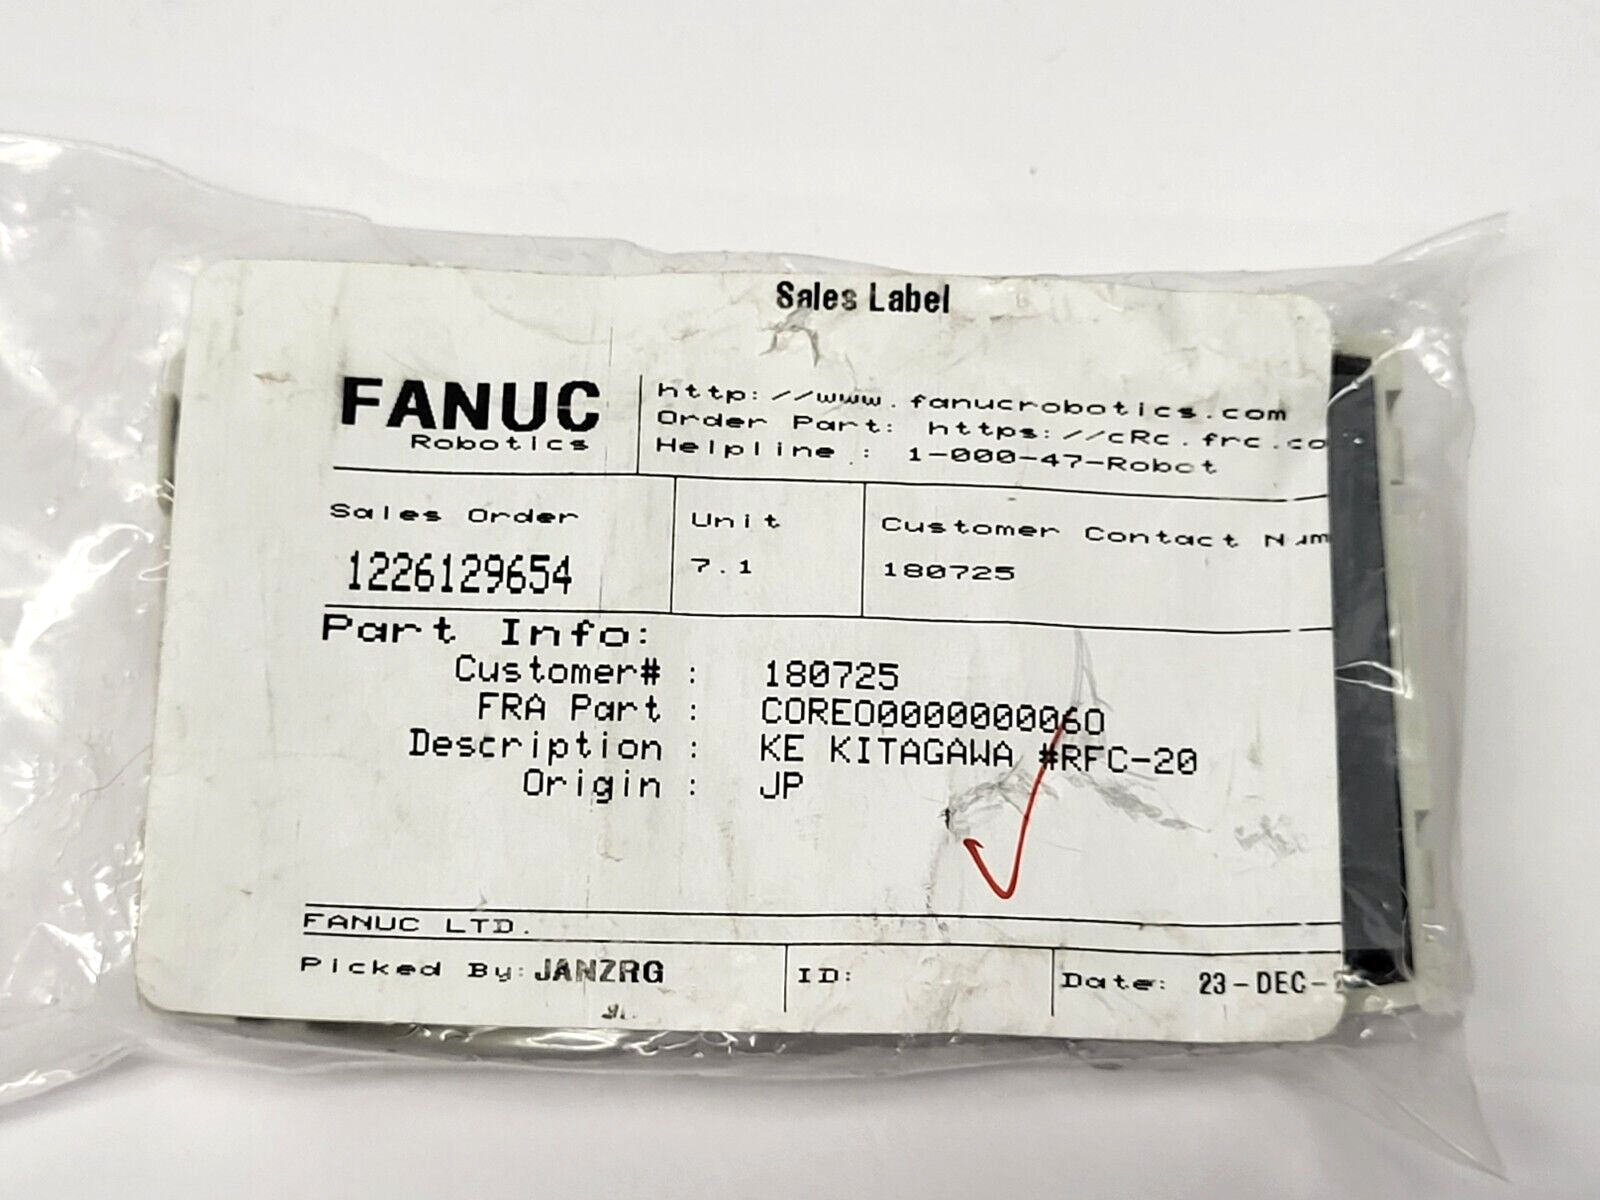 Sales Label
FANUC
Robotics
http://www.fanucrobotics.com
Order Part: https://cRc.frc.co
Helpline : 1-000-47-Robot
Sales Order Unit Customer Contact Num
1226129654 7.1 180725
Part Info:
Customer# : 180725
FRA Part : COREO000000000060
Description : KE KITAGAWA #RFC-20
Origin : JP
FANUC LTD.
Picked By: JANZRG ID: Date: 23-DEC-